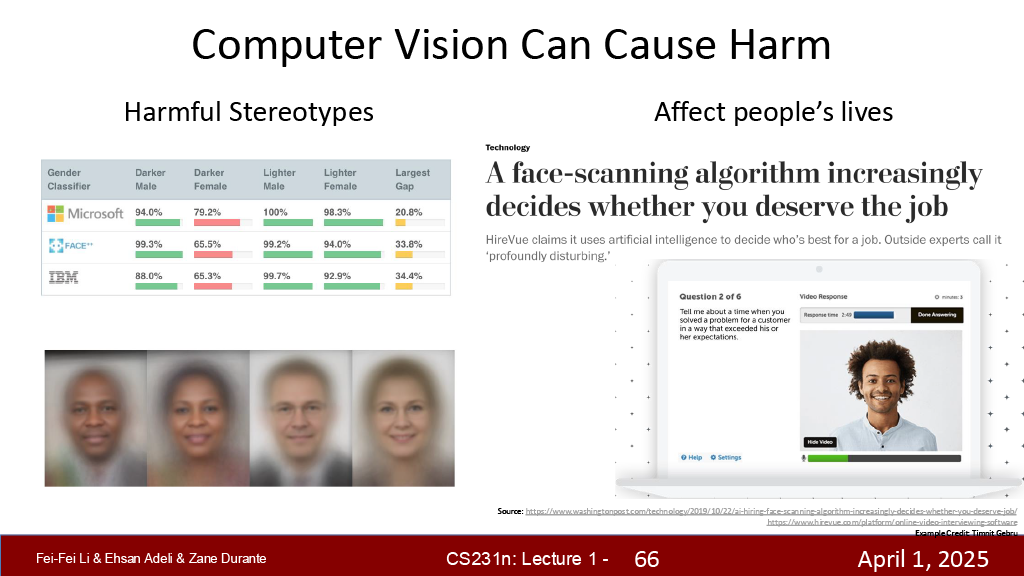 Computer Vision Can Cause Harm
Harmful Stereotypes
Affect people's lives
Gender Classifier
Darker Male
Darker Female
Lighter Male
Lighter Female
Largest Gap
Microsoft 94.0% 79.2% 100% 98.3% 20.8%
FACE++ 99.3% 65.5% 99.2% 94.0% 33.8%
IBM 88.0% 65.3% 99.7% 92.9% 34.4%
Technology
A face-scanning algorithm increasingly
decides whether you deserve the job
HireVue claims it uses artificial intelligence to decide who's best for a job. Outside experts call it
'profoundly disturbing.'
Question 2 of 6
Tell me about a time when you
solved a problem for a customer
in a way that exceeded his or
her expectations.
Video Response
minutes: 3
Response time 2:49
Done Answering
Hide Video
Help
Settings
Source: https://www.washingtonpost.com/technology/2019/10/22/ai-hiring-face-scanning-algorithm-increasingly-decides-whether-you-deserve-job/
https://www.hirevue.com/platform/online-video-interviewing-software
Example Credit: Timnit Gebru
Fei-Fei Li & Ehsan Adeli & Zane Durante
CS231n: Lecture 1 - 66
April 1, 2025